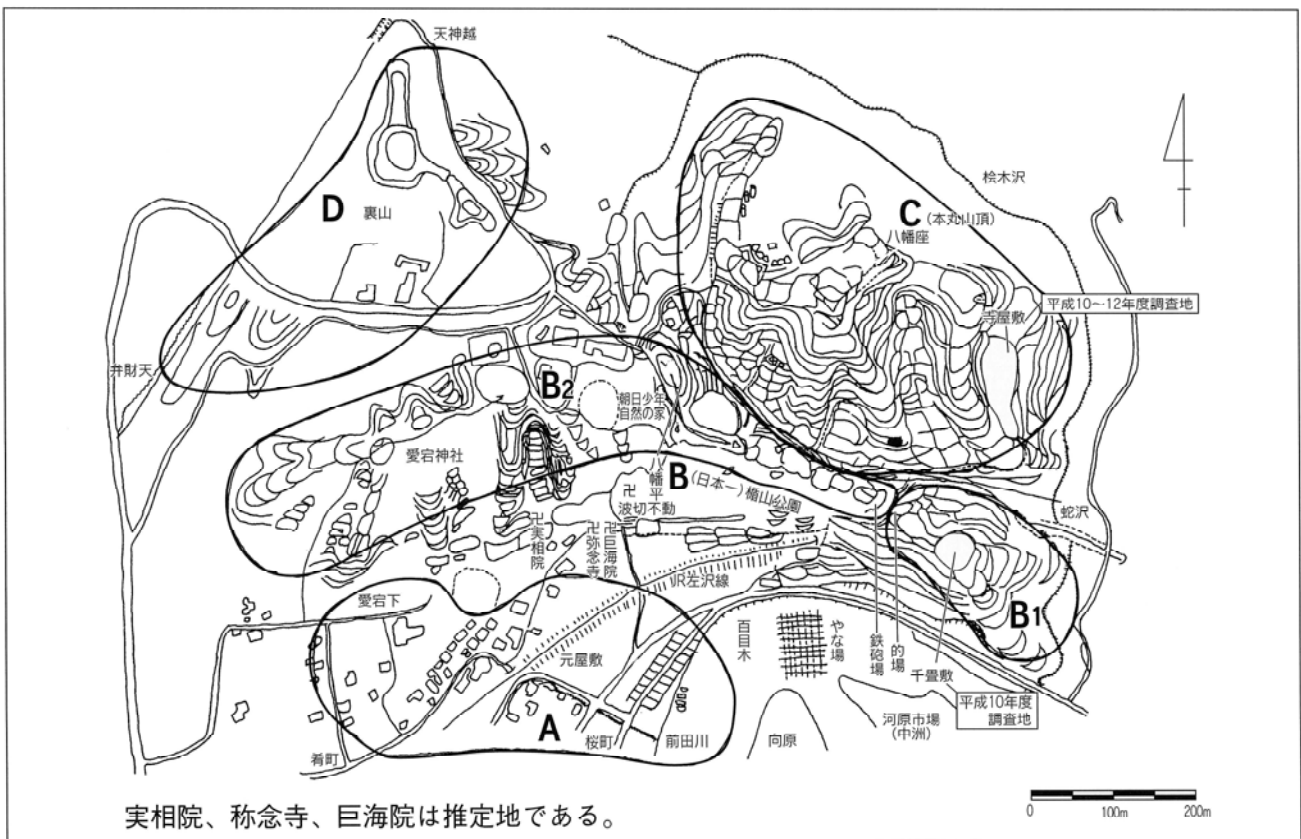 天神越
桧木沢
D
裏山
C
(本丸山頂)
八幡座
平成10〜12年度調査地
寺屋敷
弁財天
B2
朝日少年
自然の家
愛宕神社
八幡平
B
(日本一)楯山公園
卍
波切不動
蛇沢
卍実相院
卍弥念寺
卍巨海院
JR左沢線
愛宕下
B1
百目木
やな場
鉄砲場
的場
元屋敷
千畳敷
平成10年度
調査地
A
桜町
前田川
向原
河原市場
(中洲)
肴町
実相院、称念寺、巨海院は推定地である。
0
100m
200m